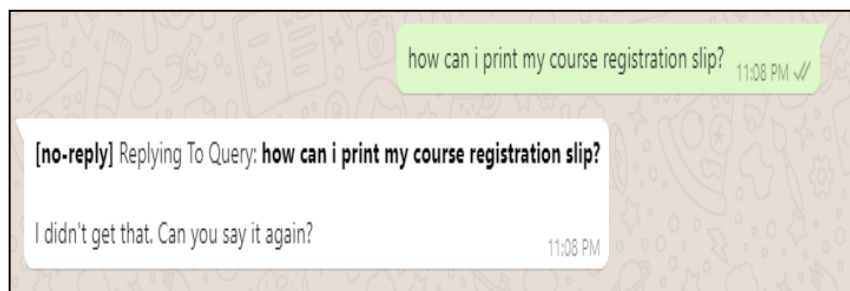 how can i print my course registration slip?
11:08 PM
[no-reply] Replying To Query: how can i print my course registration slip?
I didn't get that. Can you say it again?
11:08 PM